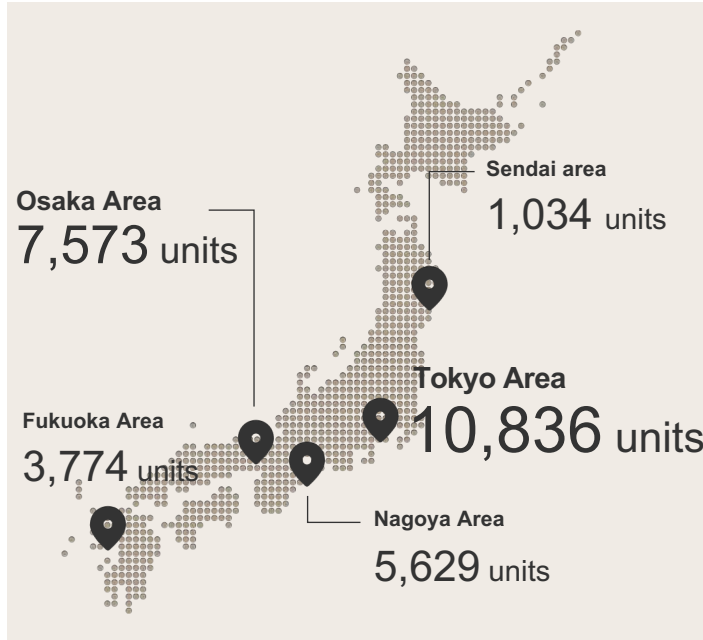 Sendai area
1,034 units
Osaka Area
7,573 units
Tokyo Area
10,836 units
Fukuoka Area
3,774 units
Nagoya Area
5,629 units